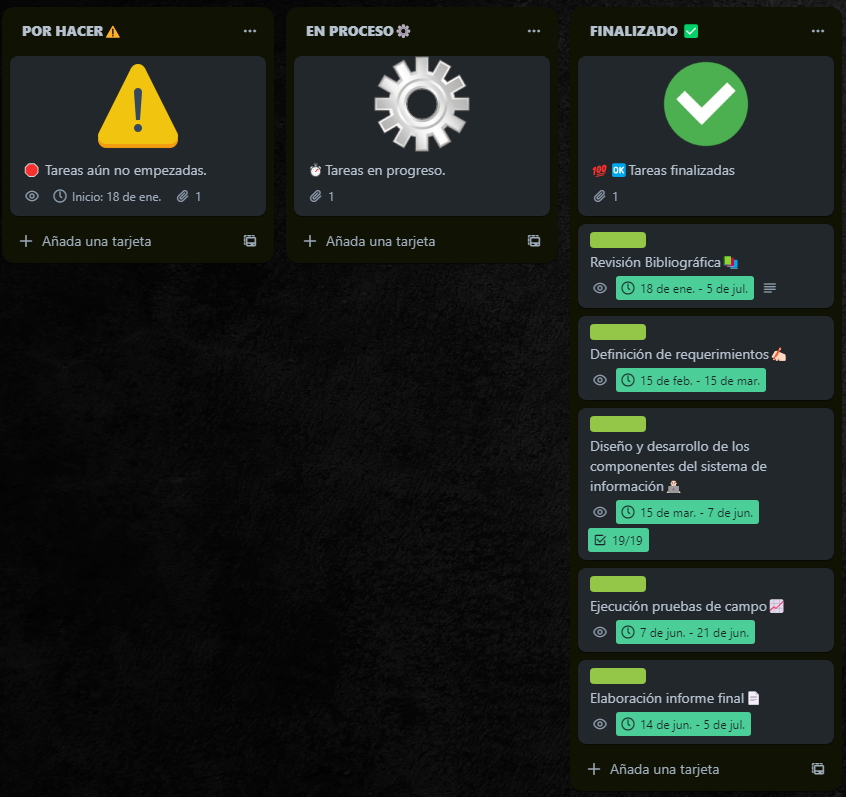 POR HACER⚠️
Tareas aún no empezadas.
Inicio: 18 de ene.
1
Añada una tarjeta
EN PROCESO⚙️
Tareas en progreso.
1
Añada una tarjeta
FINALIZADO ✅
💯🆗Tareas finalizadas
1
Revisión Bibliográfica
18 de ene. - 5 de jul.
Definición de requerimientos
15 de feb. - 15 de mar.
Diseño y desarrollo de los
componentes del sistema de
información
15 de mar. - 7 de jun.
19/19
Ejecución pruebas de campo
7 de jun. - 21 de jun.
Elaboración informe final
14 de jun. - 5 de jul.
Añada una tarjeta